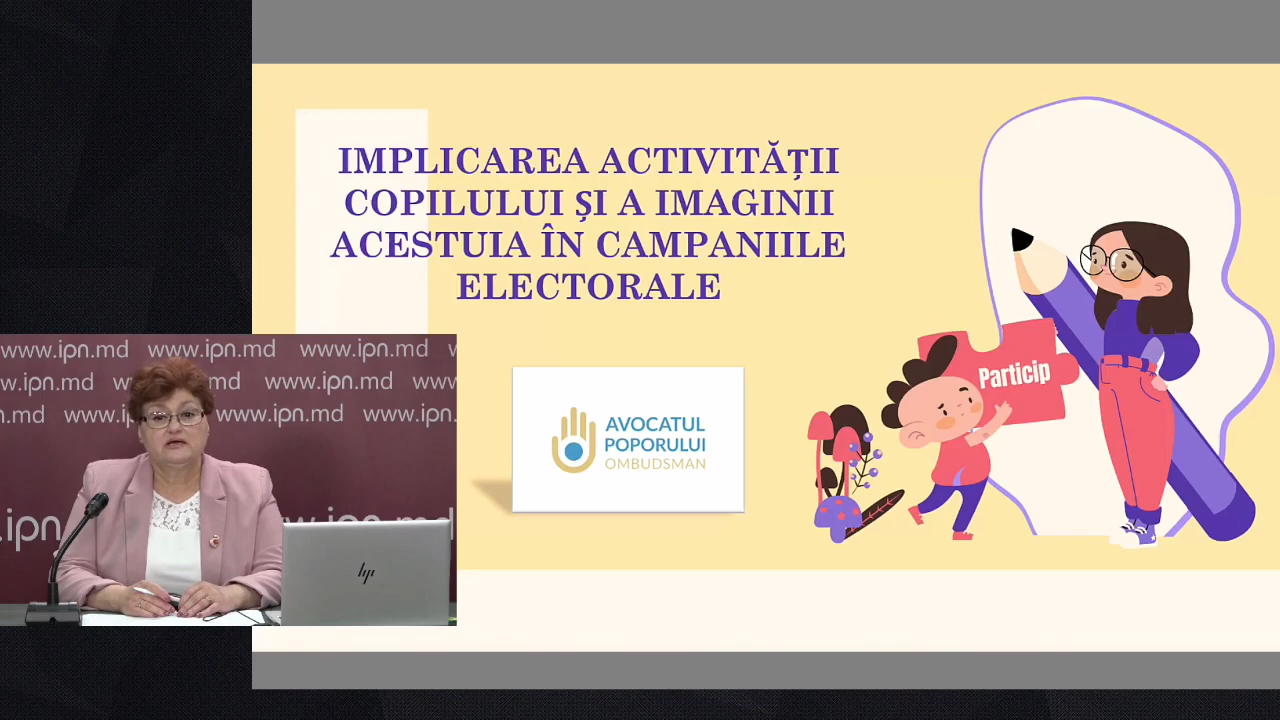 IMPLICAREA ACTIVITĂȚII
COPILULUI ȘI A IMAGINII
ACESTUIA ÎN CAMPANIILE
ELECTORALE
Particip
AVOCATUL
POPORULUI
OMBUDSMAN
www.ipn.md www.ipn.md www.ipn.md
www.ipn.md www.ipn.md
www.ipn.md www.ipn.md
hp